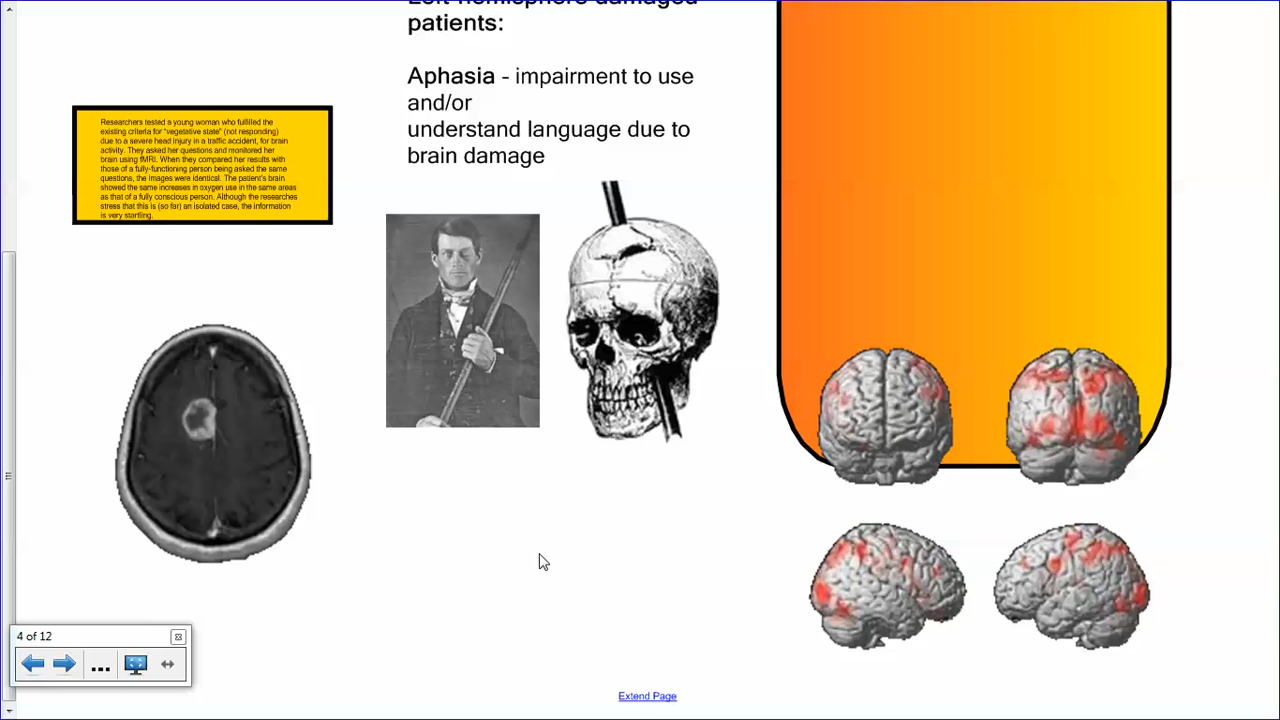 Left hemisphere damaged
patients:
Aphasia - impairment to use
and/or
understand language due to
brain damage
Researchers tested a young woman who fulfilled the
existing criteria for "vegetative state" (not responding)
due to a severe head injury in a traffic accident, for brain
activity. They asked her questions and monitored her
brain using fMRI. When they compared her results with
those of a fully-functioning person being asked the same
questions, the images were identical. The patient's brain
showed the same increases in oxygen use in the same areas
as that of a fully conscious person. Although the researches
stress that this is (so far) an isolated case, the information
is very startling.
4 of 12
...
Extend Page